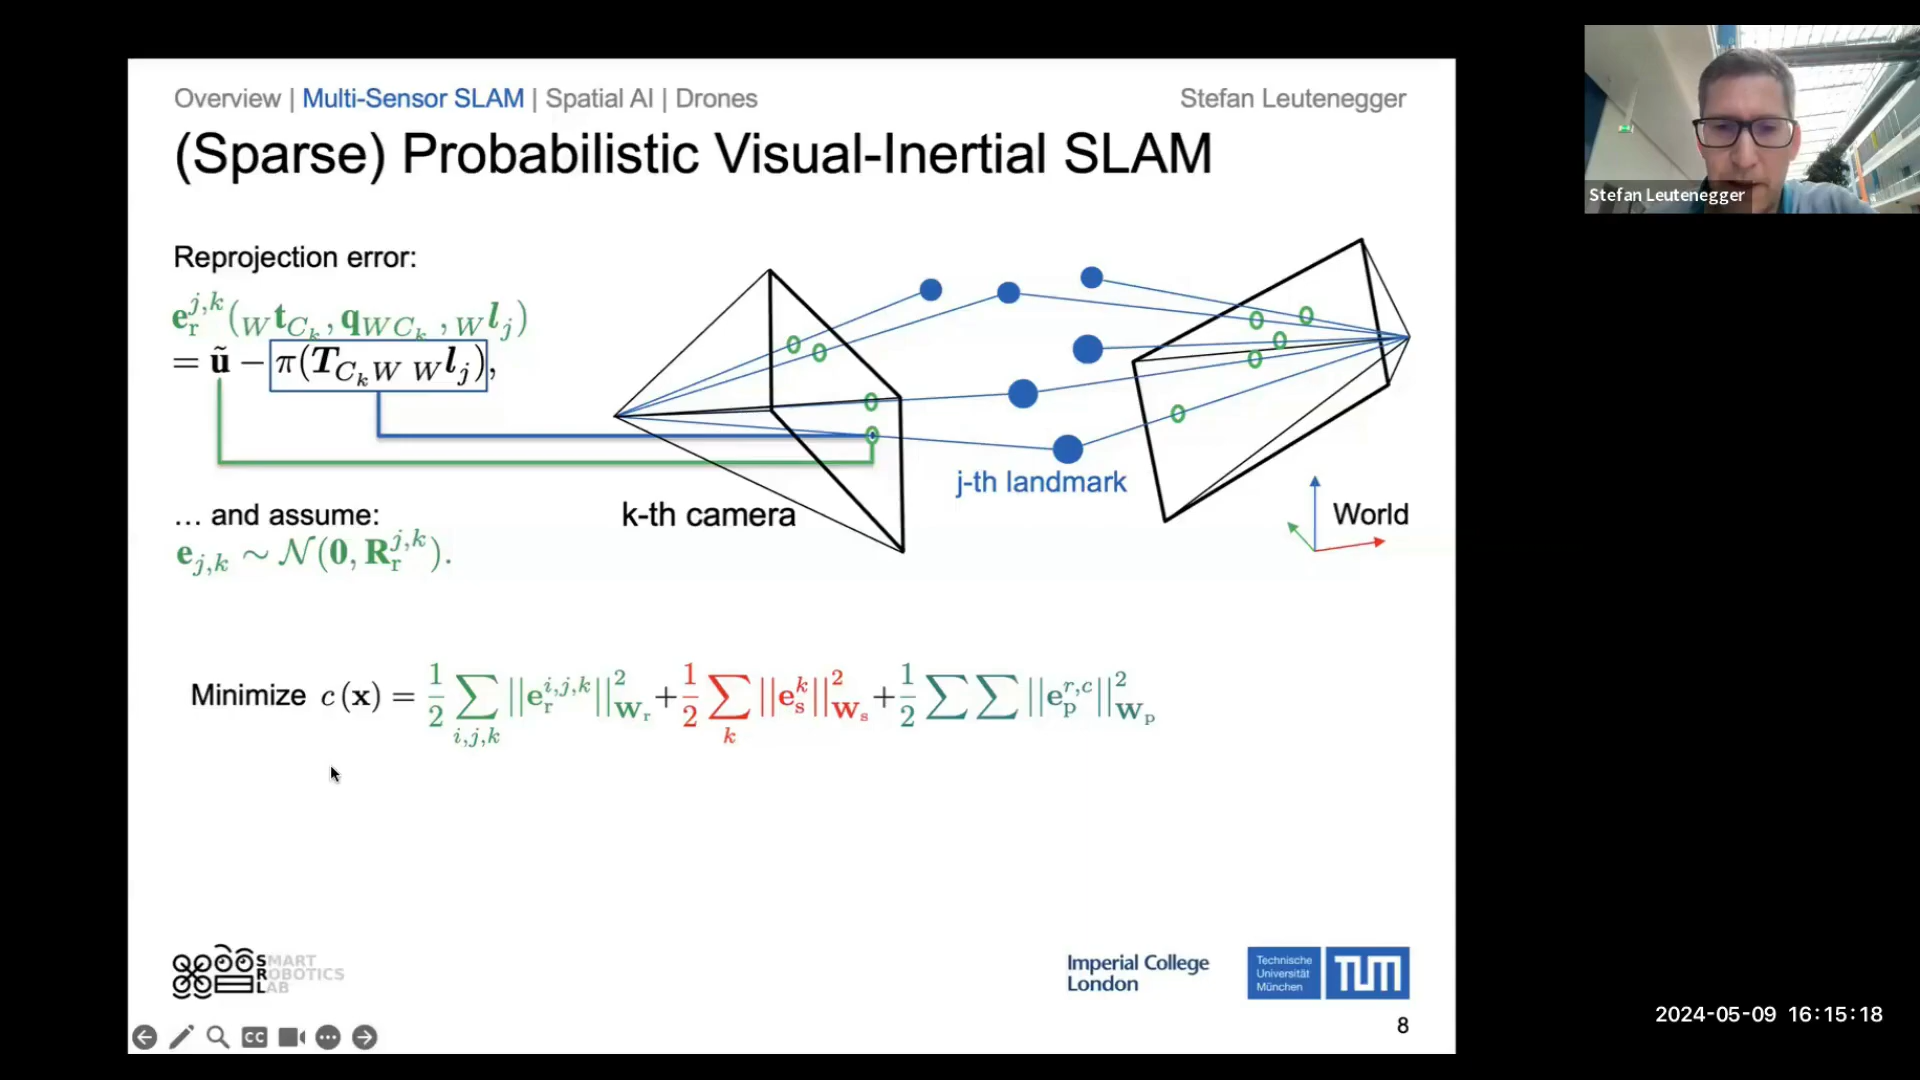 Overview | Multi-Sensor SLAM | Spatial AI | Drones
Stefan Leutenegger
(Sparse) Probabilistic Visual-Inertial SLAM
Stefan Leutenegger
Reprojection error:
e_r^{j,k}(_W t_{C_k}, q_{WC_k}, _W l_j)
= ũ − π(T_{C_k W} _W l_j),
j-th landmark
k-th camera
World
… and assume:
e_{j,k} ∼ N(0, R_r^{j,k}).
Minimize c(x) = 1/2 ∑_{i,j,k} ||e_r^{i,j,k}||²_{W_r} + 1/2 ∑_k ||e_s^k||²_{W_s} + 1/2 ∑∑ ||e_p^{r,c}||²_{W_p}
SMART
ROBOTICS
LAB
Imperial College
London
Technische
Universität
München
TUM
2024-05-09 16:15:18
8
CC